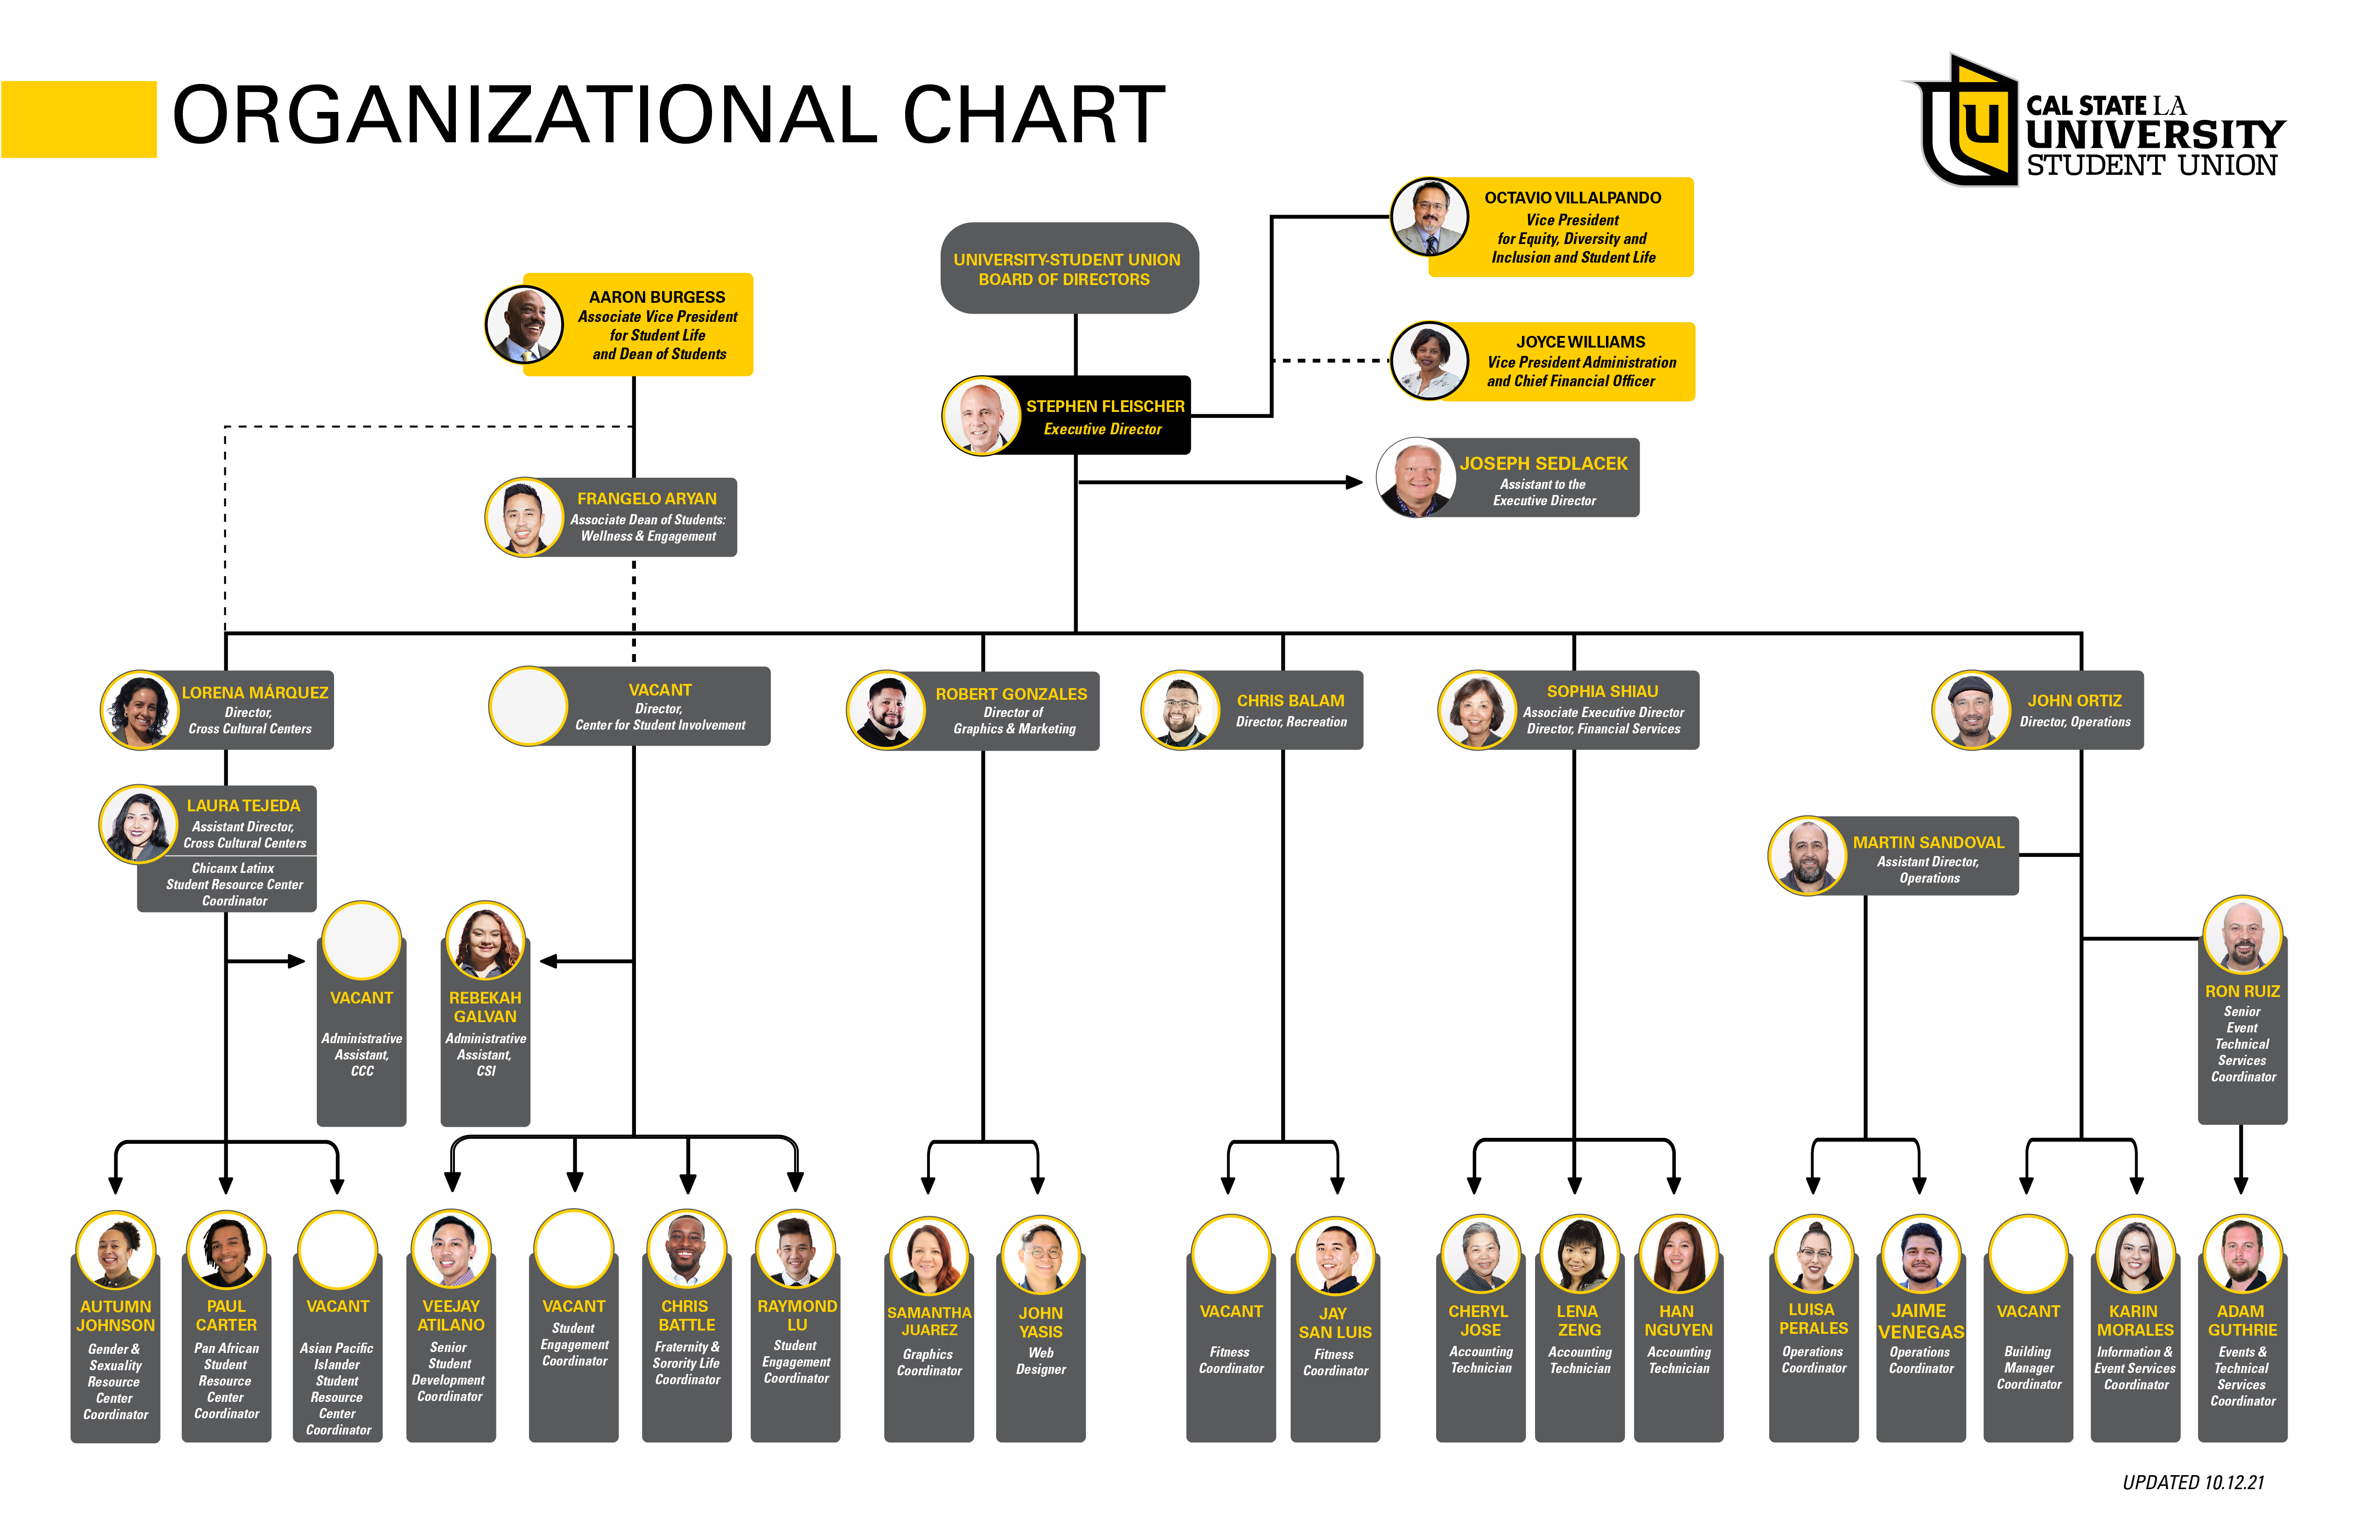 ORGANIZATIONAL CHART
CAL STATE LA
UNIVERSITY
STUDENT UNION
U
OCTAVIO VILLALPANDO
Vice President
for Equity, Diversity and
Inclusion and Student Life
UNIVERSITY-STUDENT UNION
BOARD OF DIRECTORS
AARON BURGESS
Associate Vice President
for Student Life
and Dean of Students
JOYCE WILLIAMS
Vice President Administration
and Chief Financial Officer
STEPHEN FLEISCHER
Executive Director
JOSEPH SEDLACEK
Assistant to the
Executive Director
FRANGELO ARYAN
Associate Dean of Students:
Wellness & Engagement
LORENA MÁRQUEZ
Director,
Cross Cultural Centers
VACANT
Director,
Center for Student Involvement
ROBERT GONZALES
Director of
Graphics & Marketing
CHRIS BALAM
Director, Recreation
SOPHIA SHIAU
Associate Executive Director
Director, Financial Services
JOHN ORTIZ
Director, Operations
LAURA TEJEDA
Assistant Director,
Cross Cultural Centers
Chicanx Latinx
Student Resource Center
Coordinator
MARTIN SANDOVAL
Assistant Director,
Operations
VACANT
Administrative
Assistant,
CCC
REBEKAH
GALVAN
Administrative
Assistant,
CSI
RON RUIZ
Senior
Event
Technical
Services
Coordinator
AUTUMN
JOHNSON
Gender &
Sexuality
Resource
Center
Coordinator
PAUL
CARTER
Pan African
Student
Resource
Center
Coordinator
VACANT
Asian Pacific
Islander
Student
Resource
Center
Coordinator
VEEJAY
ATILANO
Senior
Student
Development
Coordinator
VACANT
Student
Engagement
Coordinator
CHRIS
BATTLE
Fraternity &
Sorority Life
Coordinator
RAYMOND
LU
Student
Engagement
Coordinator
SAMANTHA
JUAREZ
Graphics
Coordinator
JOHN
YASIS
Web
Designer
VACANT
Fitness
Coordinator
JAY
SAN LUIS
Fitness
Coordinator
CHERYL
JOSE
Accounting
Technician
LENA
ZENG
Accounting
Technician
HAN
NGUYEN
Accounting
Technician
LUISA
PERALES
Operations
Coordinator
JAIME
VENEGAS
Operations
Coordinator
VACANT
Building
Manager
Coordinator
KARIN
MORALES
Information &
Event Services
Coordinator
ADAM
GUTHRIE
Events &
Technical
Services
Coordinator
UPDATED 10.12.21